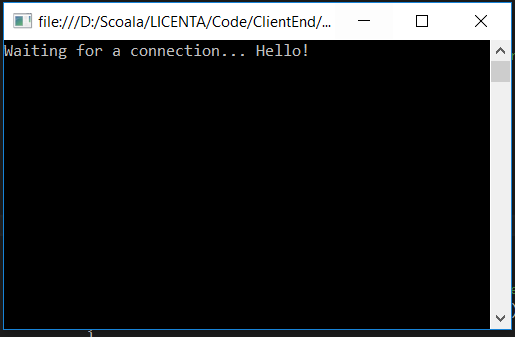 file:///D:/Scoala/LICENTA/Code/ClientEnd/...
Waiting for a connection... Hello!